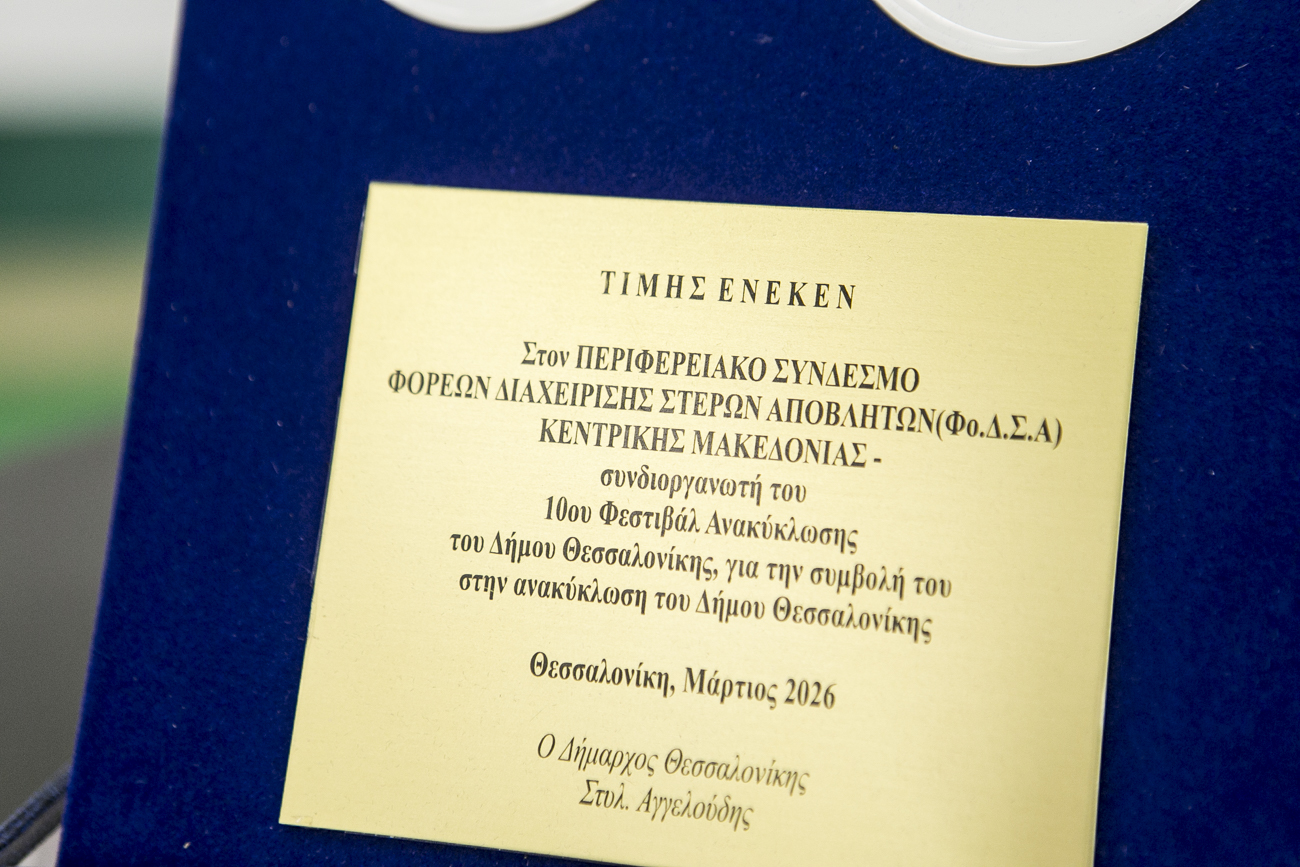 ΤΙΜΗΣ ΕΝΕΚΕΝ
Στον ΠΕΡΙΦΕΡΕΙΑΚΟ ΣΥΝΔΕΣΜΟ
ΦΟΡΕΩΝ ΔΙΑΧΕΙΡΙΣΗΣ ΣΤΕΡΩΝ ΑΠΟΒΛΗΤΩΝ(Φο.Δ.Σ.Α)
ΚΕΝΤΡΙΚΗΣ ΜΑΚΕΔΟΝΙΑΣ -
συνδιοργανωτή του
10ου Φεστιβάλ Ανακύκλωσης
του Δήμου Θεσσαλονίκης, για την συμβολή του
στην ανακύκλωση του Δήμου Θεσσαλονίκης
Θεσσαλονίκη, Μάρτιος 2026
Ο Δήμαρχος Θεσσαλονίκης
Στυλ. Αγγελούδης